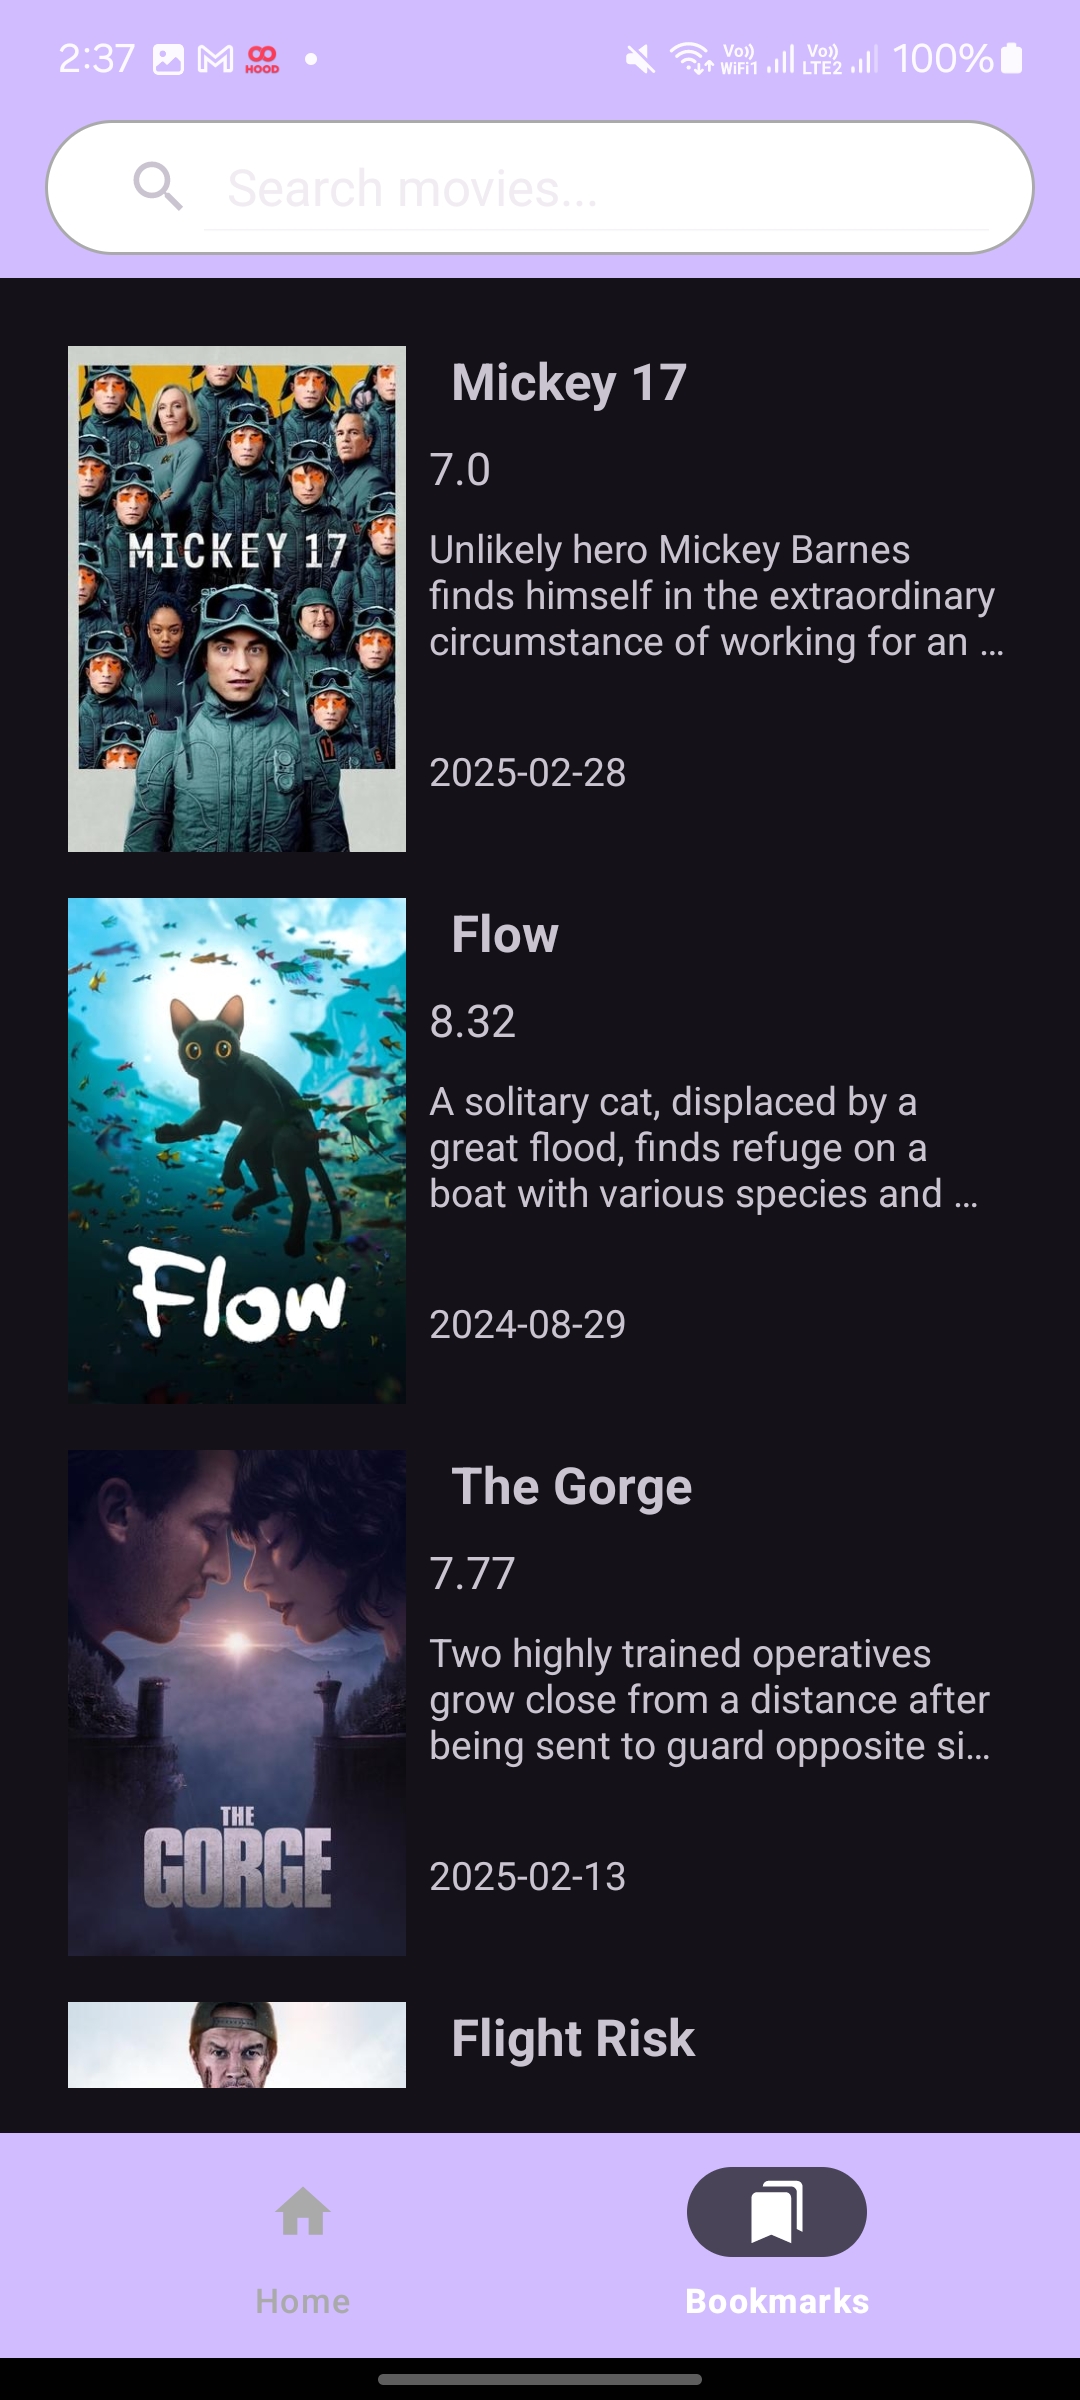 2:37
HOOD
Vo)) WiFi1
Vo)) LTE2
100%
Search movies...
MICKEY 17
17
Mickey 17
7.0
Unlikely hero Mickey Barnes
finds himself in the extraordinary
circumstance of working for an ...
2025-02-28
Flow
Flow
8.32
A solitary cat, displaced by a
great flood, finds refuge on a
boat with various species and ...
2024-08-29
THE
GORGE
The Gorge
7.77
Two highly trained operatives
grow close from a distance after
being sent to guard opposite si...
2025-02-13
Flight Risk
Home
Bookmarks